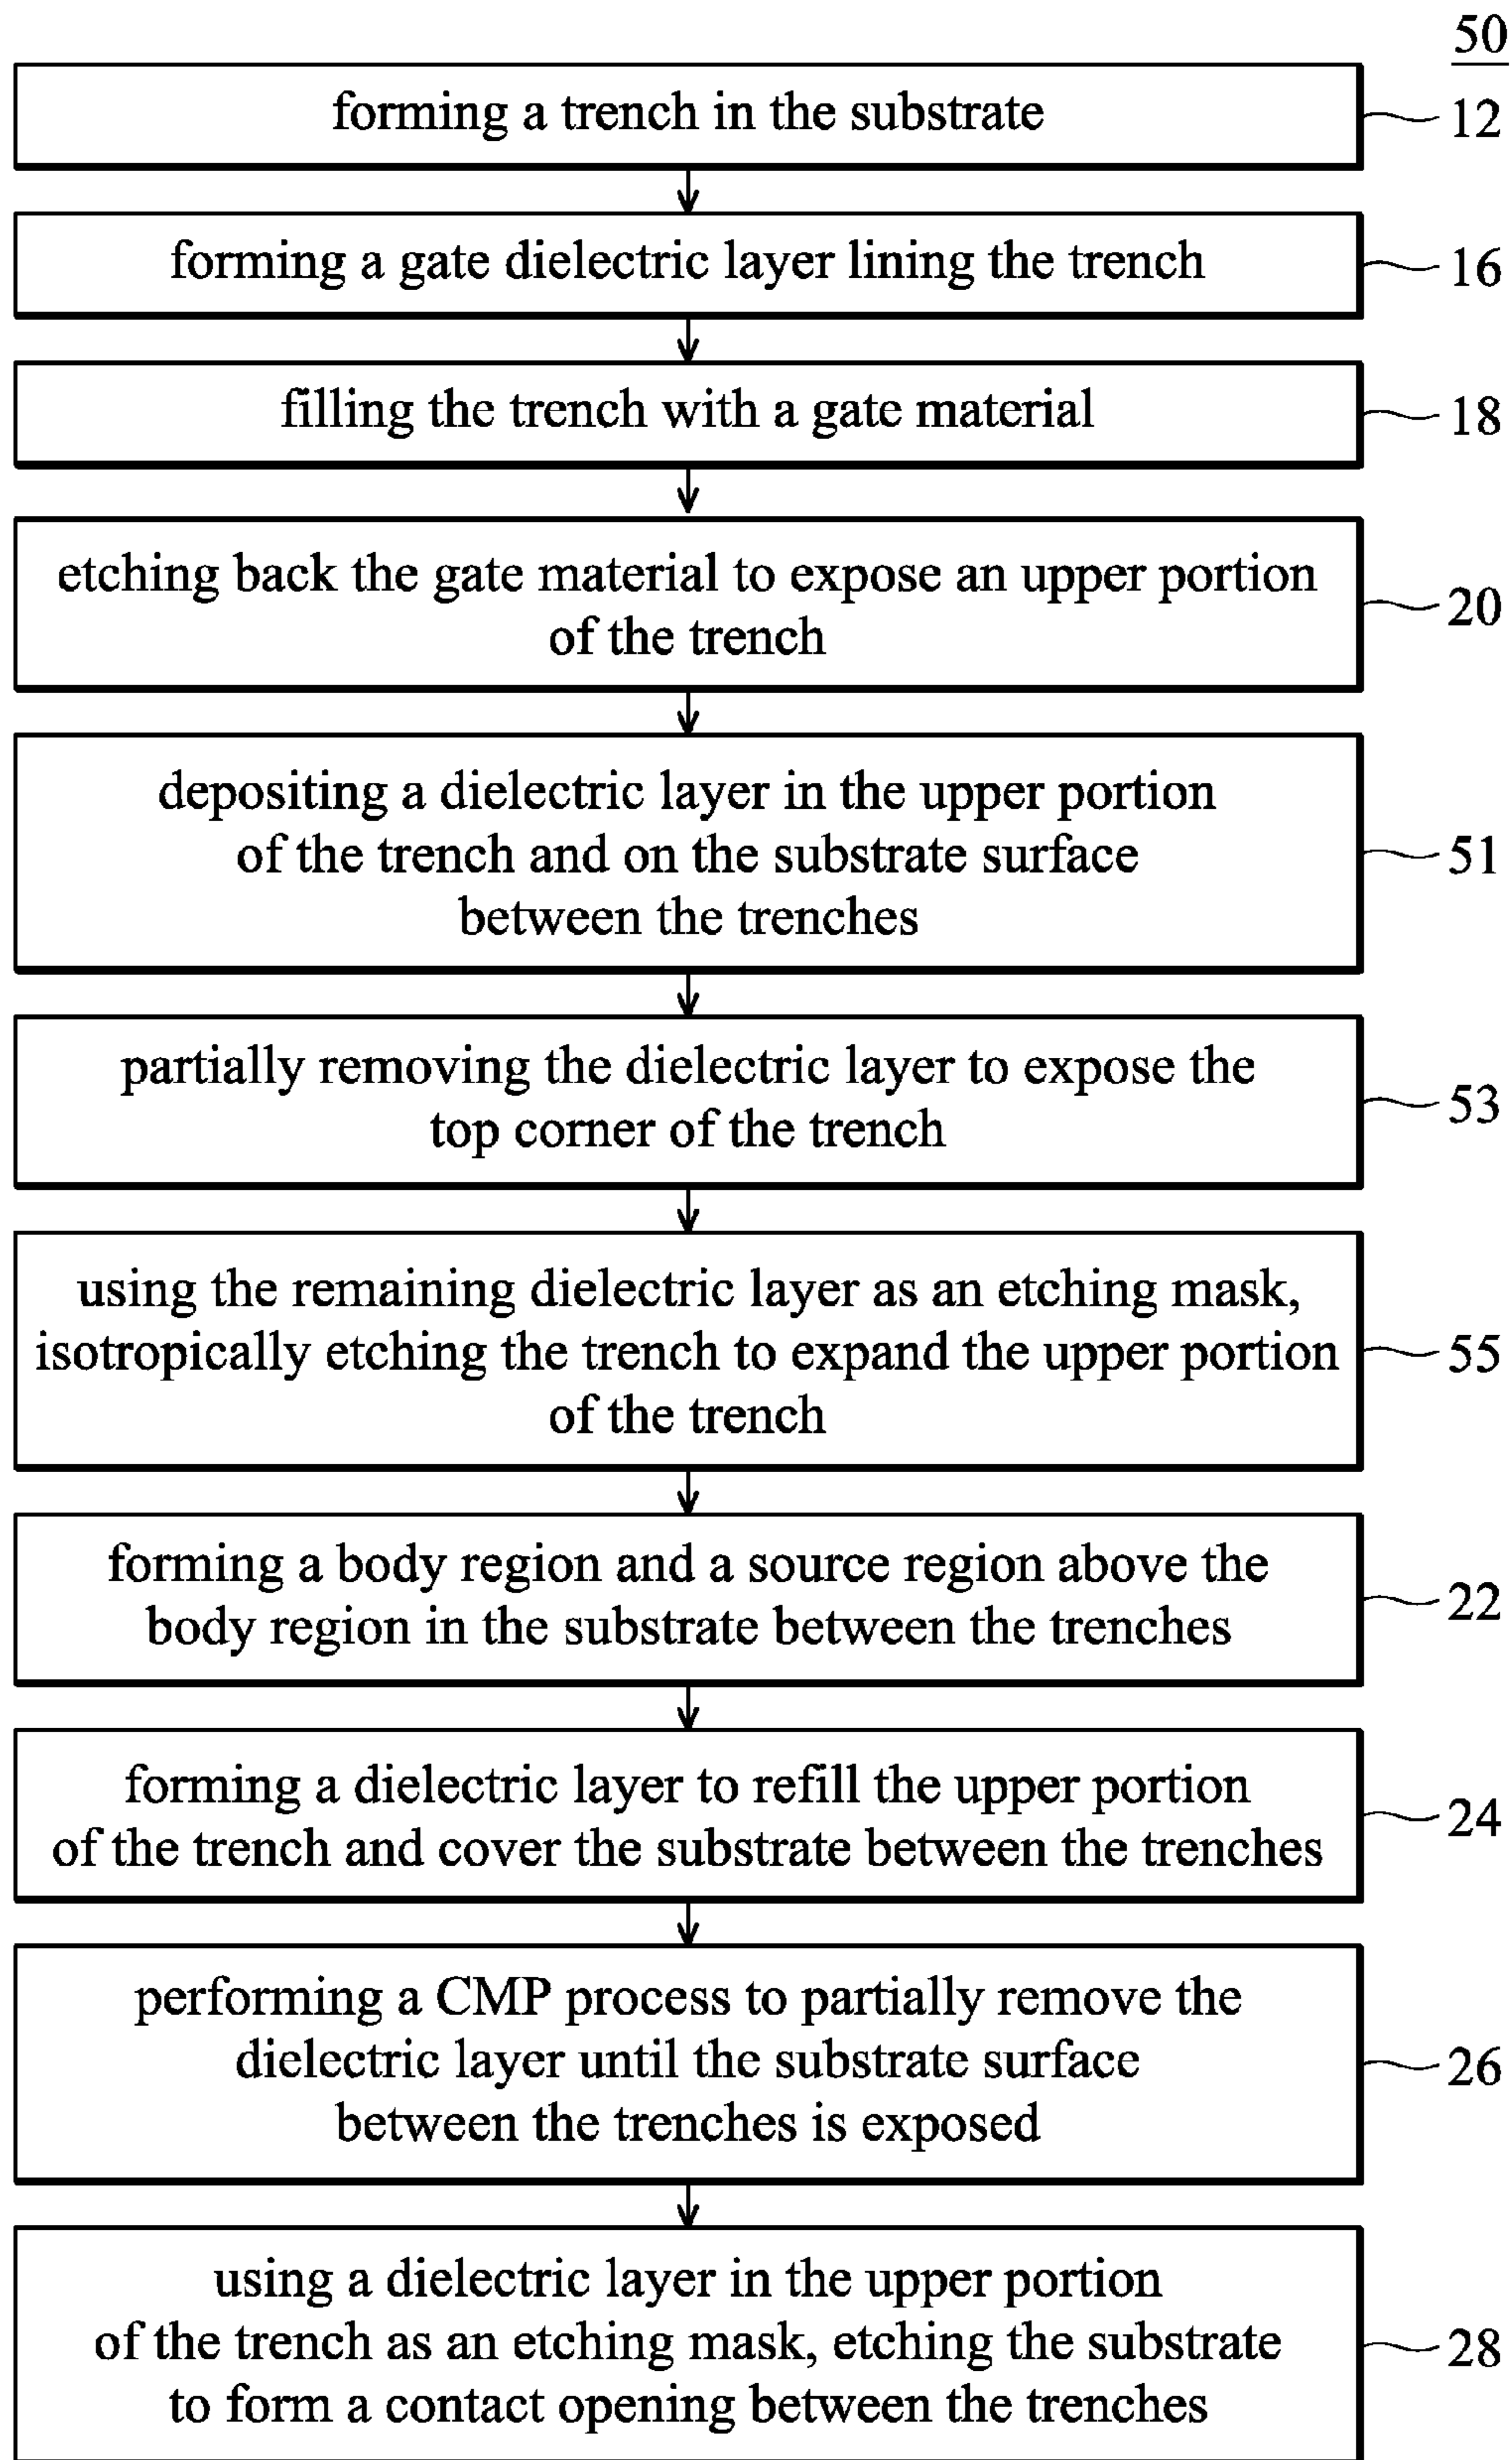 50
forming a trench in the substrate
12
forming a gate dielectric layer lining the trench
16
filling the trench with a gate material
18
etching back the gate material to expose an upper portion
of the trench
20
depositing a dielectric layer in the upper portion
of the trench and on the substrate surface
between the trenches
51
partially removing the dielectric layer to expose the
top corner of the trench
53
using the remaining dielectric layer as an etching mask,
isotropically etching the trench to expand the upper portion
of the trench
55
forming a body region and a source region above the
body region in the substrate between the trenches
22
forming a dielectric layer to refill the upper portion
of the trench and cover the substrate between the trenches
24
performing a CMP process to partially remove the
dielectric layer until the substrate surface
between the trenches is exposed
26
using a dielectric layer in the upper portion
of the trench as an etching mask, etching the substrate
to form a contact opening between the trenches
28